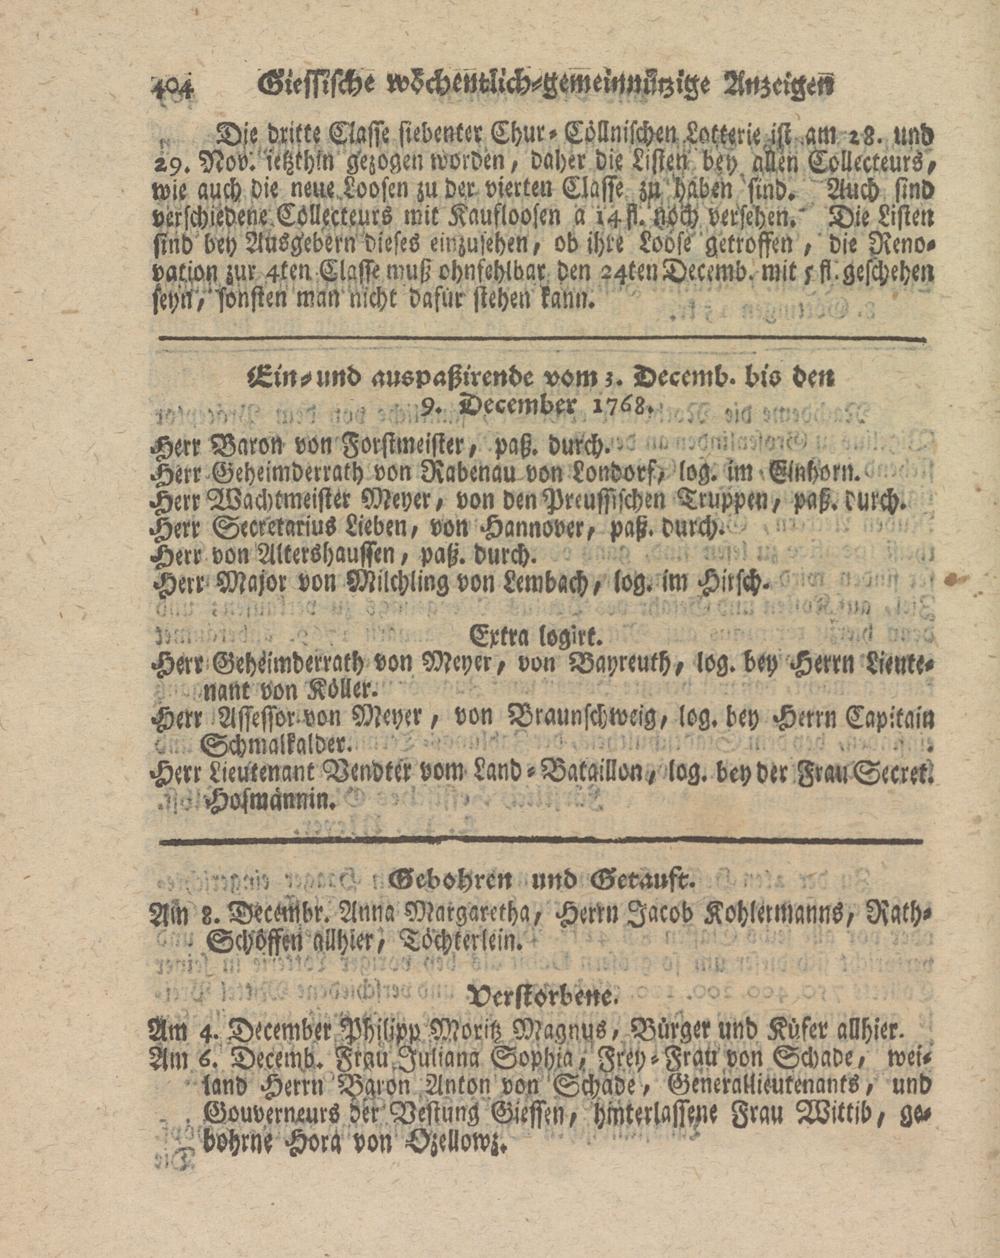 404 Giessische wöchentlich-gemeinnützige Anzeigen
Die dritte Classe siebenter Chur-Cöllnischen Lotterie ist am 28. und
29. Nov. ietzthin gezogen worden, daher die Listen bey allen Collecteurs,
wie auch die neue Loosen zu der vierten Classe zu haben sind. Auch sind
verschiedene Collecteurs mit Kaufloosen a 14 fl. noch versehen. Die Listen
sind bey Ausgebern dieses einzusehen, ob ihre Loose getroffen, die Reno-
vation zur 4ten Classe muß ohnfehlbar den 24ten Decemb. mit 5 fl. geschehen
seyn, sonsten man nicht dafür stehen kann.
Ein- und auspaßirende vom 3. Decemb. bis den
9. December 1768.
Herr Baron von Forstmeister, paß. durch.
Herr Geheimderrath von Rabenau von Londorf, log. im Einhorn.
Herr Wachtmeister Meyer, von den Preussischen Truppen, paß. durch.
Herr Secretarius Lieben, von Hannover, paß. durch.
Herr von Altershaussen, paß. durch.
Herr Major von Milchling von Lembach, log. im Hirsch.
Extra logirt.
Herr Geheimderrath von Meyer, von Bayreuth, log. bey Herrn Lieute-
nant von Köller.
Herr Assessor von Meyer, von Braunschweig, log. bey Herrn Capitain
Schmalkalder.
Herr Lieutenant Vendter vom Land-Bataillon, log. bey der Frau Secret.
Hofmännin.
Gebohren und Getauft.
Am 8. Decembr. Anna Margaretha, Herrn Jacob Kohlermanns, Rath-
Schöffen allhier, Töchterlein.
Verstorbene.
Am 4. December Philipp Moritz Magnus, Bürger und Küfer allhier.
Am 6. Decemb. Frau Juliana Sophia, Frey-Frau von Schade, wei-
land Herrn Baron Anton von Schade, Generallieutenants, und
Gouverneurs der Vestung Giessen, hinterlassene Frau Wittib, ge-
bohrne Hora von Ozellowz.